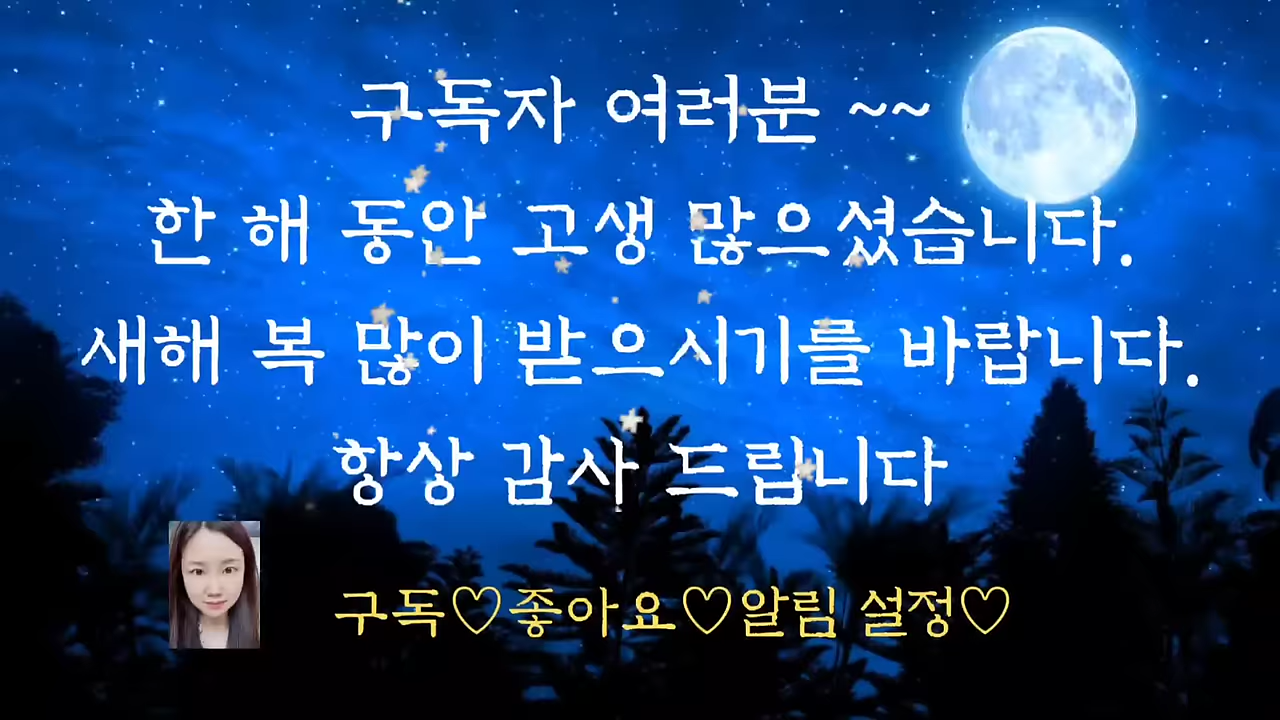 구독자 여러분 ~~
한 해 동안 고생 많으셨습니다.
새해 복 많이 받으시기를 바랍니다.
항상 감사 드립니다
구독♡좋아요♡알림 설정♡